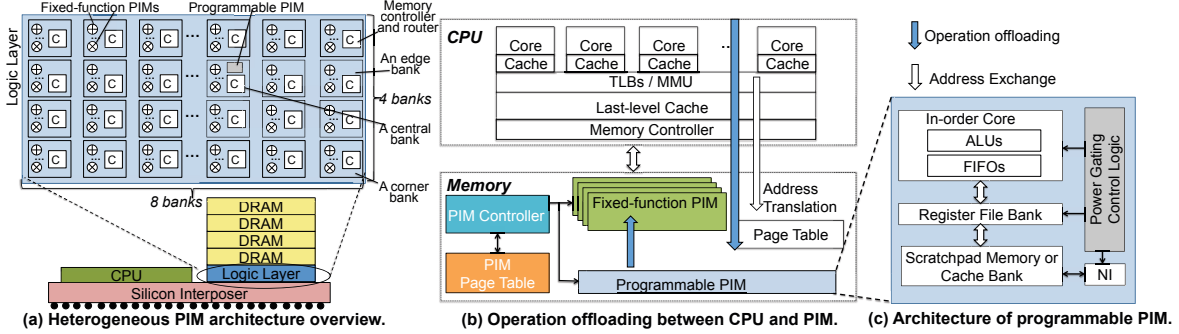 Fixed-function PIMs
Programmable PIM
Memory
controller
and router
Logic Layer
C C C ... C C C
C C C ... C C C
C C C ... C C C
C C C ... C C C
An edge
bank
4 banks
A central
bank
A corner
bank
8 banks
DRAM
DRAM
DRAM
DRAM
CPU
Logic Layer
Silicon Interposer
(a) Heterogeneous PIM architecture overview.
CPU
Core Core Core ... Core
Cache Cache Cache Cache
TLBs / MMU
Last-level Cache
Memory Controller
Memory
PIM Controller
Fixed-function PIM
Address
Translation
Page Table
PIM
Page Table
Programmable PIM
(b) Operation offloading between CPU and PIM.
Operation offloading
Address Exchange
In-order Core
ALUs
FIFOs
Register File Bank
Scratchpad Memory or
Cache Bank
Power Gating
Control Logic
NI
(c) Architecture of programmable PIM.